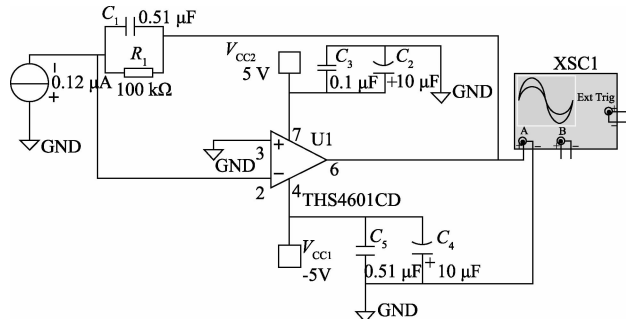 C1 0.51 μF
R1
100 kΩ
-
0.12 μA
+
GND
VCC2
5 V
C3
0.1 μF
C2
+10 μF
GND
XSC1
Ext Trig
+
A
B
+ - + -
7
U1
+
3
GND
6
-
2
4
THS4601CD
VCC1
-5V
C5
0.51 μF
C4
+ 10 μF
GND